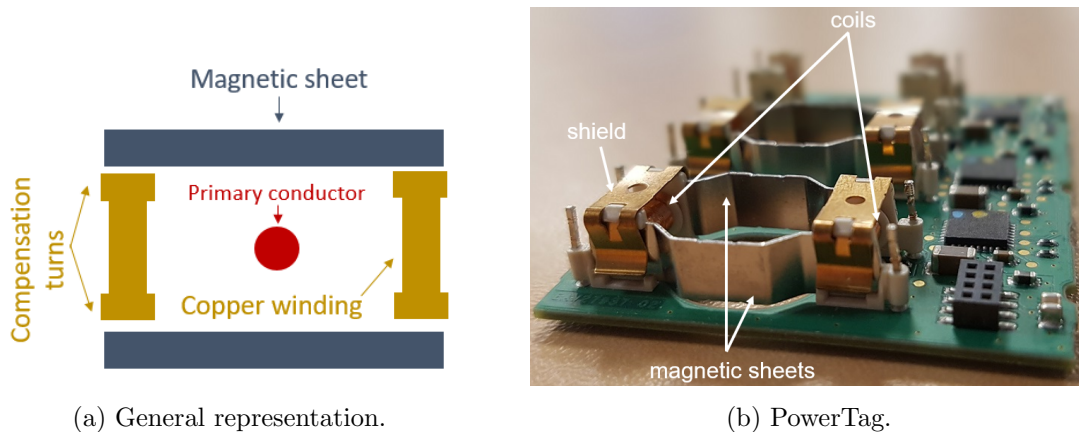 Magnetic sheet
Primary conductor
Compensation
turns
Copper winding
coils
shield
magnetic sheets
(a) General representation.
(b) PowerTag.